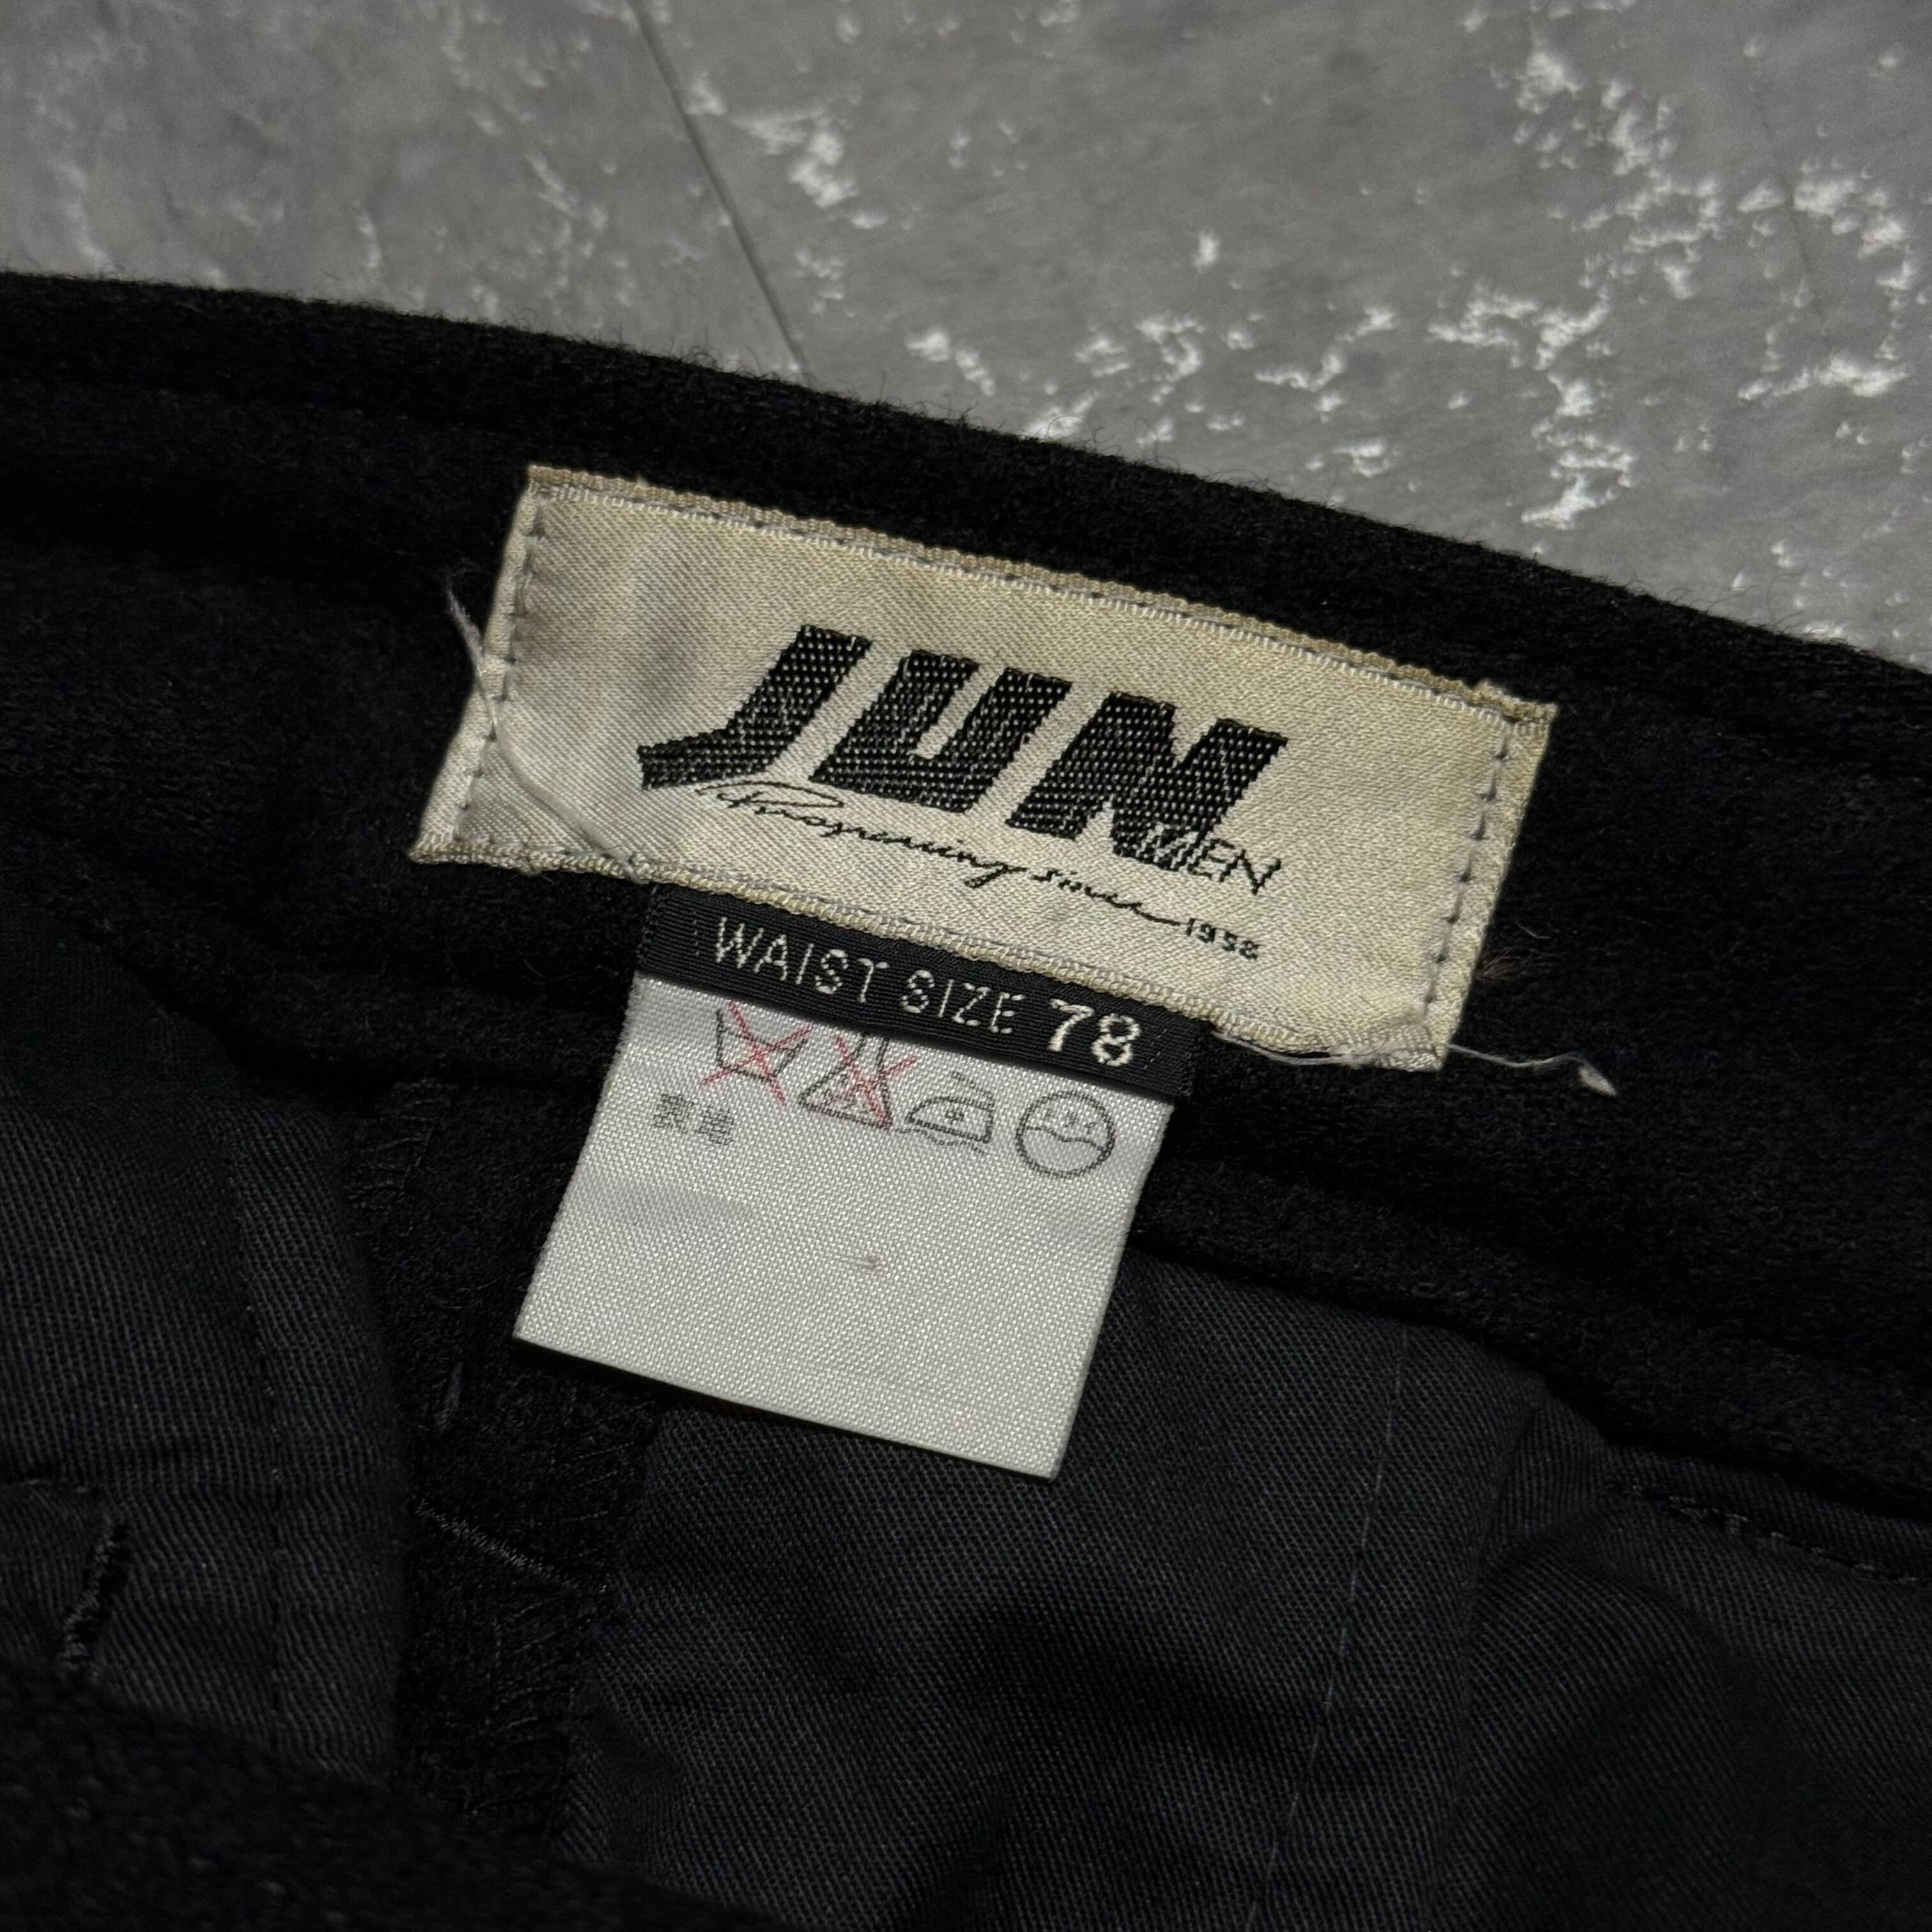 JUN
MEN
Progressing since 1958
WAIST SIZE 78